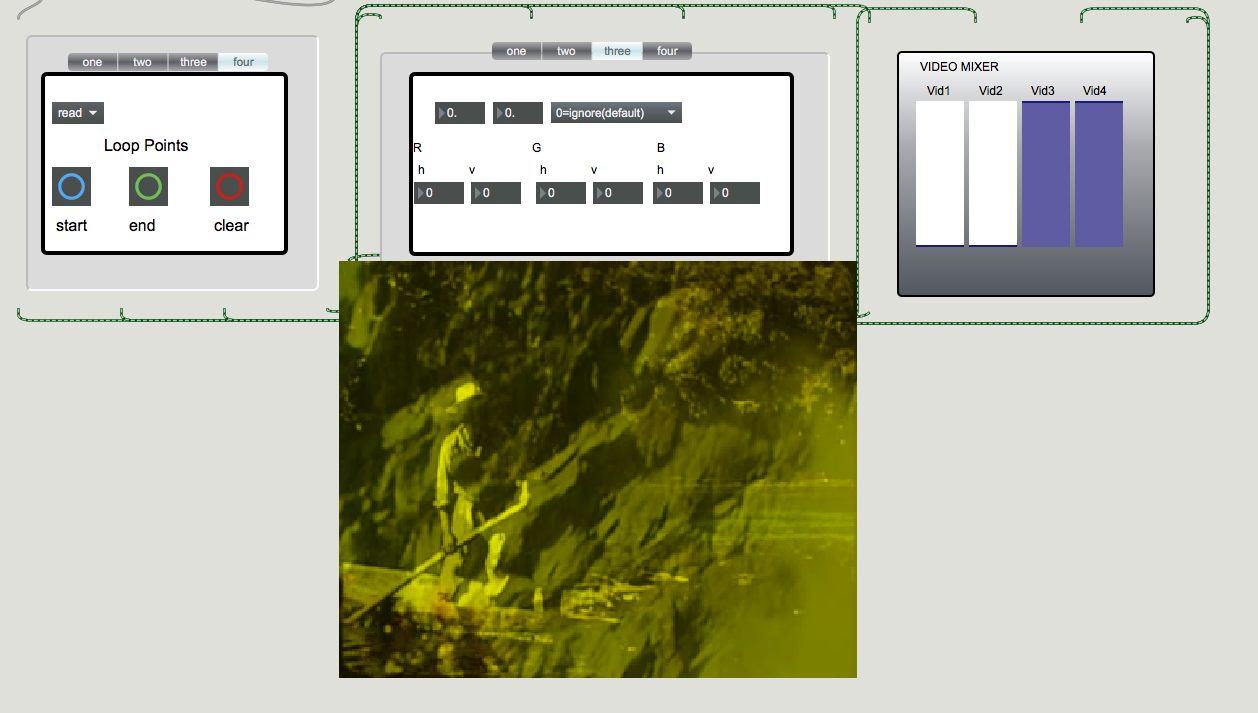 one two three four
read
Loop Points
start end clear
one two three four
0. 0. 0=ignore(default)
R G B
h v h v h v
0 0 0 0 0 0
VIDEO MIXER
Vid1 Vid2 Vid3 Vid4